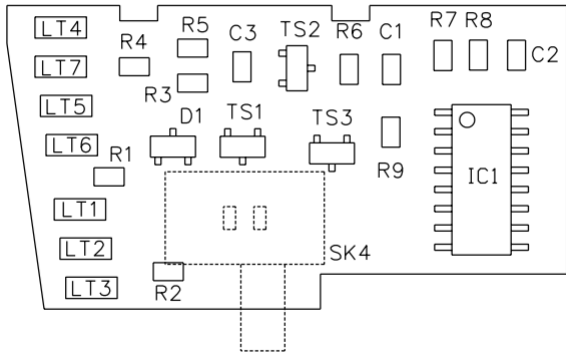 LT4
R5
C3
TS2
R6
C1
R7
R8
R4
C2
LT7
R3
LT5
D1
TS1
TS3
LT6
R1
R9
IC1
LT1
LT2
SK4
LT3
R2